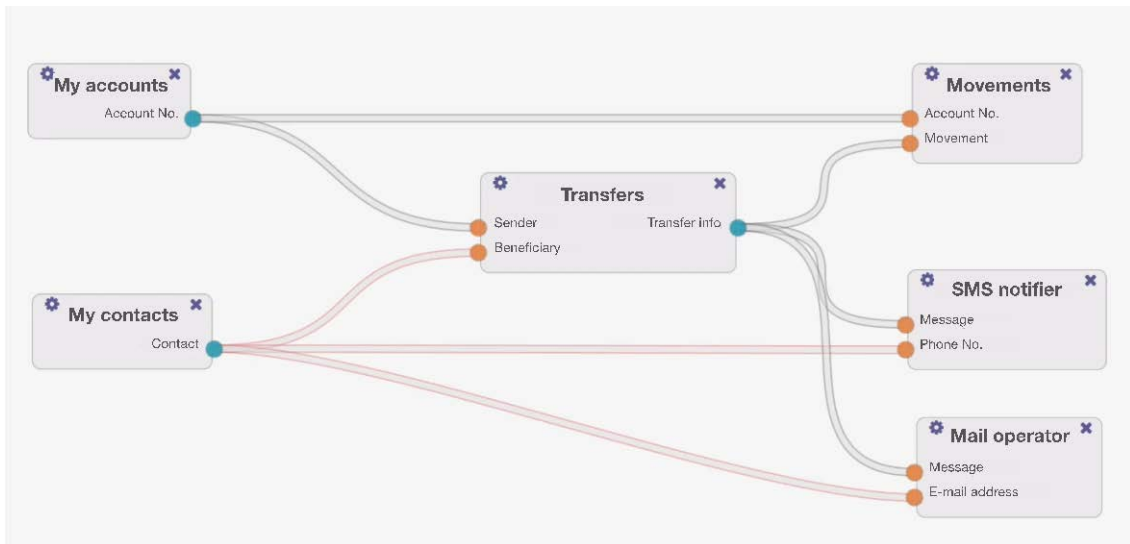 My accounts
Account No.
Movements
Account No.
Movement
Transfers
Sender
Transfer info
Beneficiary
My contacts
Contact
SMS notifier
Message
Phone No.
Mail operator
Message
E-mail address